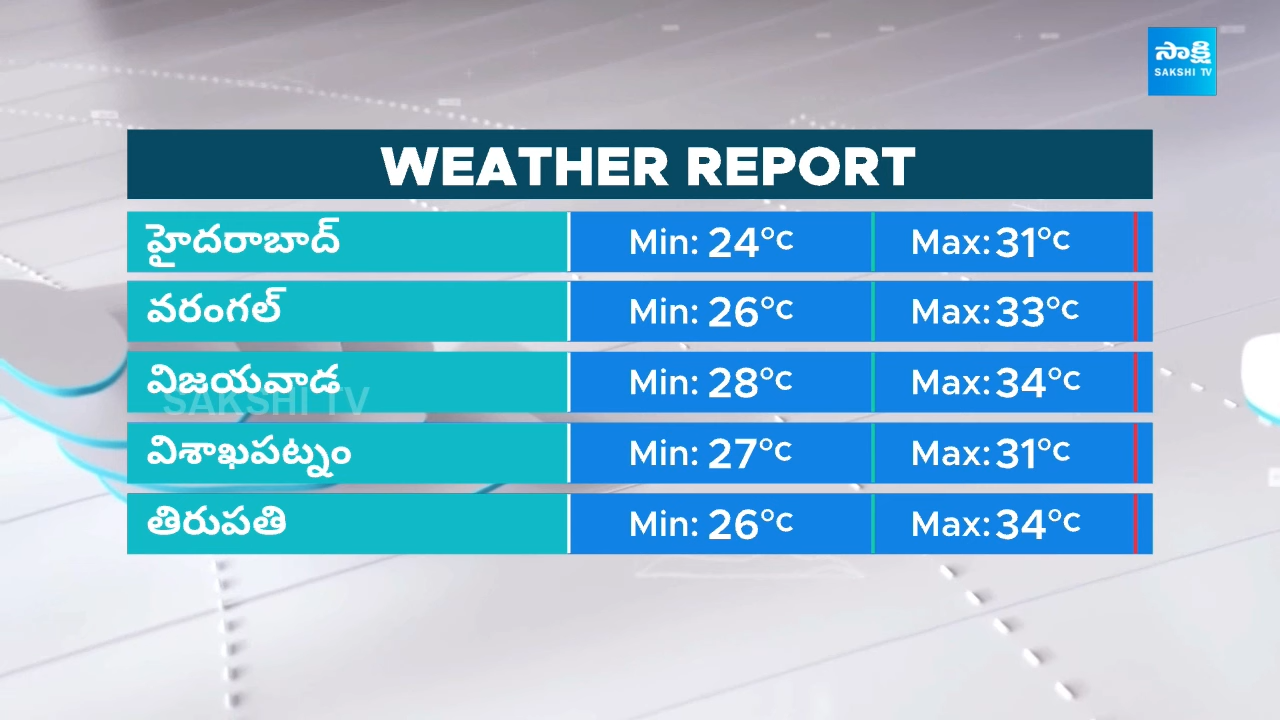 సాక్షి
SAKSHI TV
WEATHER REPORT
హైదరాబాద్ Min: 24°C Max: 31°C
వరంగల్ Min: 26°C Max: 33°C
విజయవాడ Min: 28°C Max: 34°C
SAKSHI TV
విశాఖపట్నం Min: 27°C Max: 31°C
తిరుపతి Min: 26°C Max: 34°C